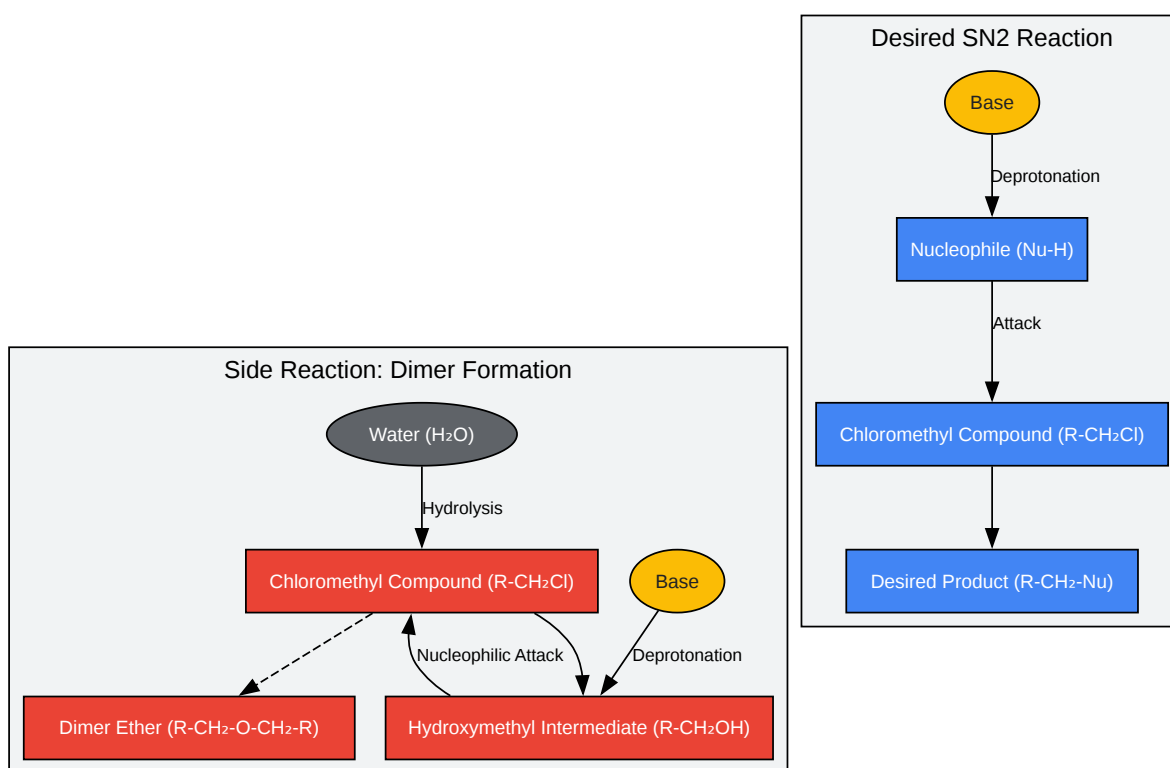 Desired SN2 Reaction
Base
Deprotonation
Nucleophile (Nu-H)
Attack
Chloromethyl Compound (R-CH₂Cl)
Desired Product (R-CH₂-Nu)
Side Reaction: Dimer Formation
Water (H₂O)
Hydrolysis
Chloromethyl Compound (R-CH₂Cl)
Base
Nucleophilic Attack
Deprotonation
Dimer Ether (R-CH₂-O-CH₂-R)
Hydroxymethyl Intermediate (R-CH₂OH)